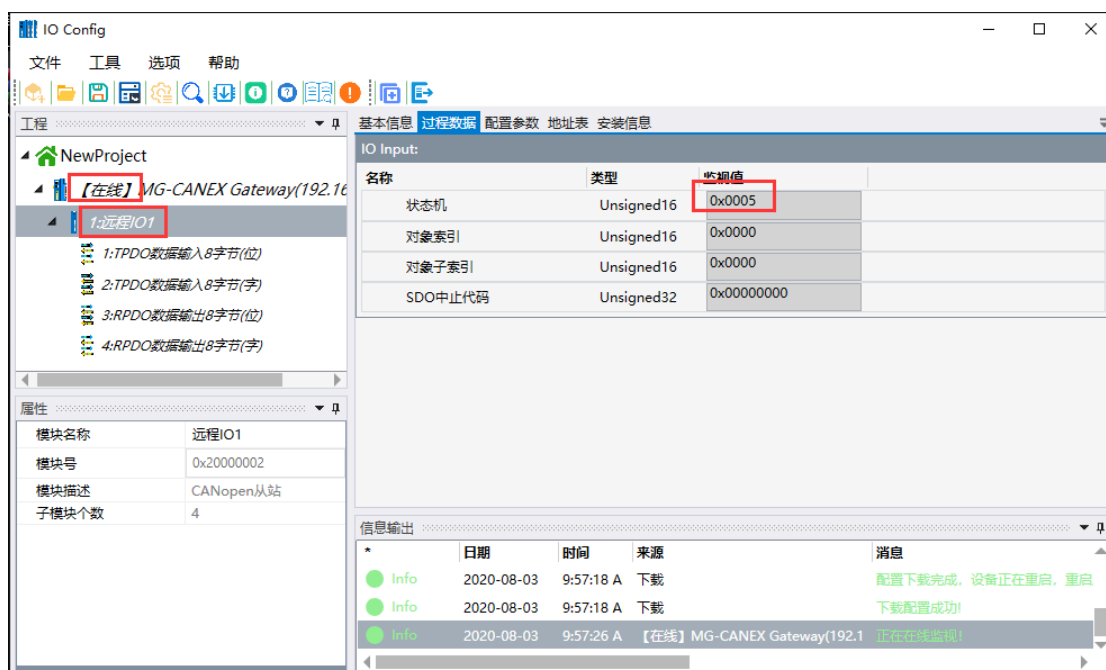 IO Config
文件 工具 选项 帮助
工程
NewProject
【在线】MG-CANEX Gateway(192.16
1:远程IO1
1:TPDO数据输入8字节(位)
2:TPDO数据输入8字节(字)
3:RPDO数据输出8字节(位)
4:RPDO数据输出8字节(字)
属性
模块名称 远程IO1
模块号 0x20000002
模块描述 CANopen从站
子模块个数 4
基本信息 过程数据 配置参数 地址表 安装信息
IO Input:
名称 类型 监视值
状态机 Unsigned16 0x0005
对象索引 Unsigned16 0x0000
对象子索引 Unsigned16 0x0000
SDO中止代码 Unsigned32 0x00000000
信息输出
* 日期 时间 来源 消息
Info 2020-08-03 9:57:18 A 下载 配置下载完成，设备正在重启，重启
Info 2020-08-03 9:57:18 A 下载 下载配置成功!
Info 2020-08-03 9:57:26 A 【在线】MG-CANEX Gateway(192.1 正在在线监视!